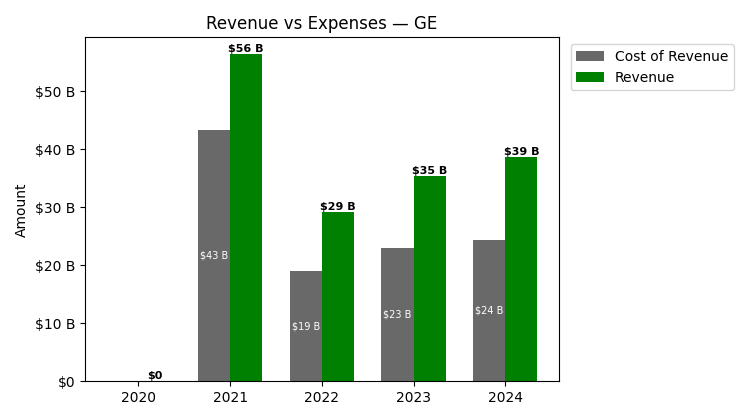 Revenue vs Expenses — GE
Cost of Revenue
Revenue
Amount
$50 B
$40 B
$30 B
$20 B
$10 B
$0
$0
$43 B
$56 B
$19 B
$29 B
$23 B
$35 B
$24 B
$39 B
2020 2021 2022 2023 2024